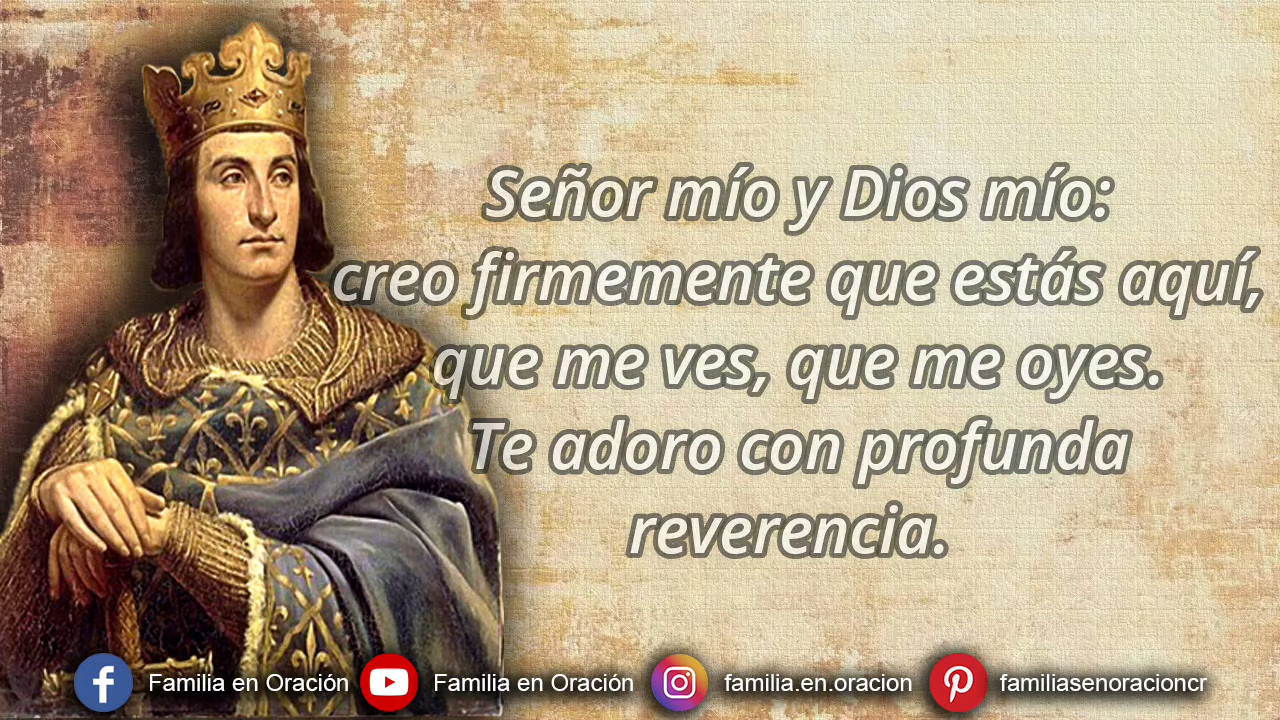 Señor mío y Dios mío:
creo firmemente que estás aquí,
que me ves, que me oyes.
Te adoro con profunda
reverencia.
Familia en Oración
Familia en Oración
familia.en.oracion
familiasenoracioncr